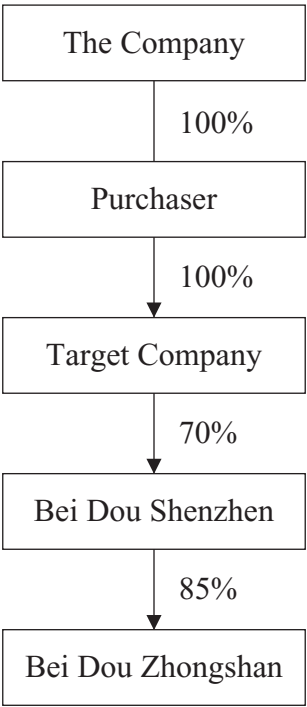 The Company
100%
Purchaser
100%
Target Company
70%
Bei Dou Shenzhen
85%
Bei Dou Zhongshan